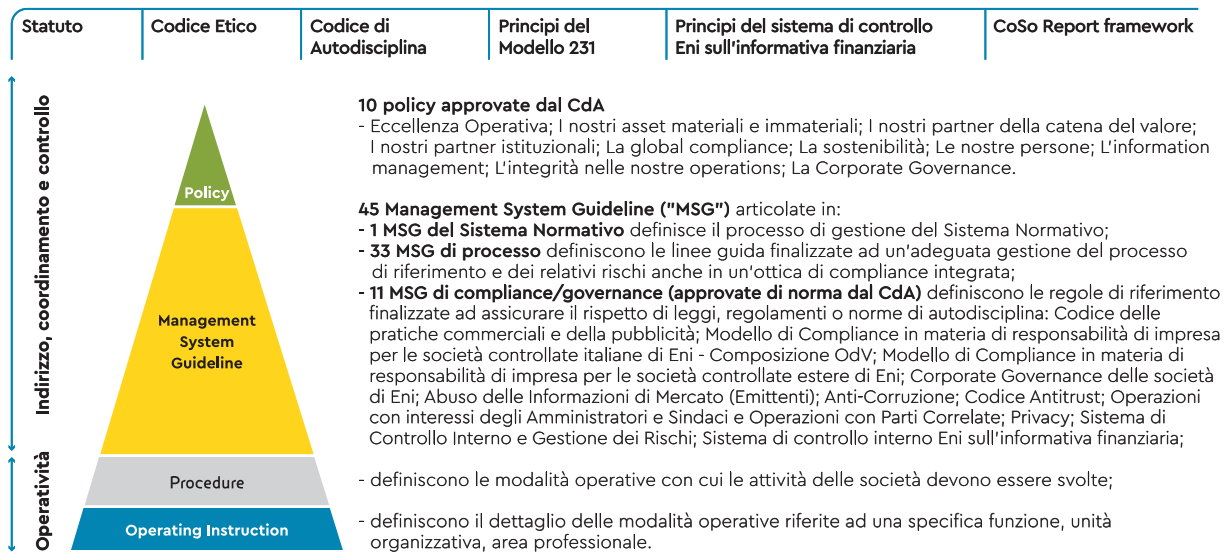 Statuto
Codice Etico
Codice di
Autodisciplina
Principi del
Modello 231
Principi del sistema di controllo
Eni sull'informativa finanziaria
CoSo Report framework
Indirizzo, coordinamento e controllo
Policy
10 policy approvate dal CdA
- Eccellenza Operativa; I nostri asset materiali e immateriali; I nostri partner della catena del valore;
I nostri partner istituzionali; La global compliance; La sostenibilità; Le nostre persone; L'information
management; L'integrità nelle nostre operations; La Corporate Governance.
Management
System
Guideline
45 Management System Guideline ("MSG") articolate in:
- 1 MSG del Sistema Normativo definisce il processo di gestione del Sistema Normativo;
- 33 MSG di processo definiscono le linee guida finalizzate ad un'adeguata gestione del processo
di riferimento e dei relativi rischi anche in un'ottica di compliance integrata;
- 11 MSG di compliance/governance (approvate di norma dal CdA) definiscono le regole di riferimento
finalizzate ad assicurare il rispetto di leggi, regolamenti o norme di autodisciplina: Codice delle
pratiche commerciali e della pubblicità; Modello di Compliance in materia di responsabilità di impresa
per le società controllate italiane di Eni - Composizione OdV; Modello di Compliance in materia di
responsabilità di impresa per le società controllate estere di Eni; Corporate Governance delle società
di Eni; Abuso delle Informazioni di Mercato (Emittenti); Anti-Corruzione; Codice Antitrust; Operazioni
con interessi degli Amministratori e Sindaci e Operazioni con Parti Correlate; Privacy; Sistema di
Controllo Interno e Gestione dei Rischi; Sistema di controllo interno Eni sull'informativa finanziaria;
Operatività
Procedure
- definiscono le modalità operative con cui le attività delle società devono essere svolte;
Operating Instruction
- definiscono il dettaglio delle modalità operative riferite ad una specifica funzione, unità
organizzativa, area professionale.